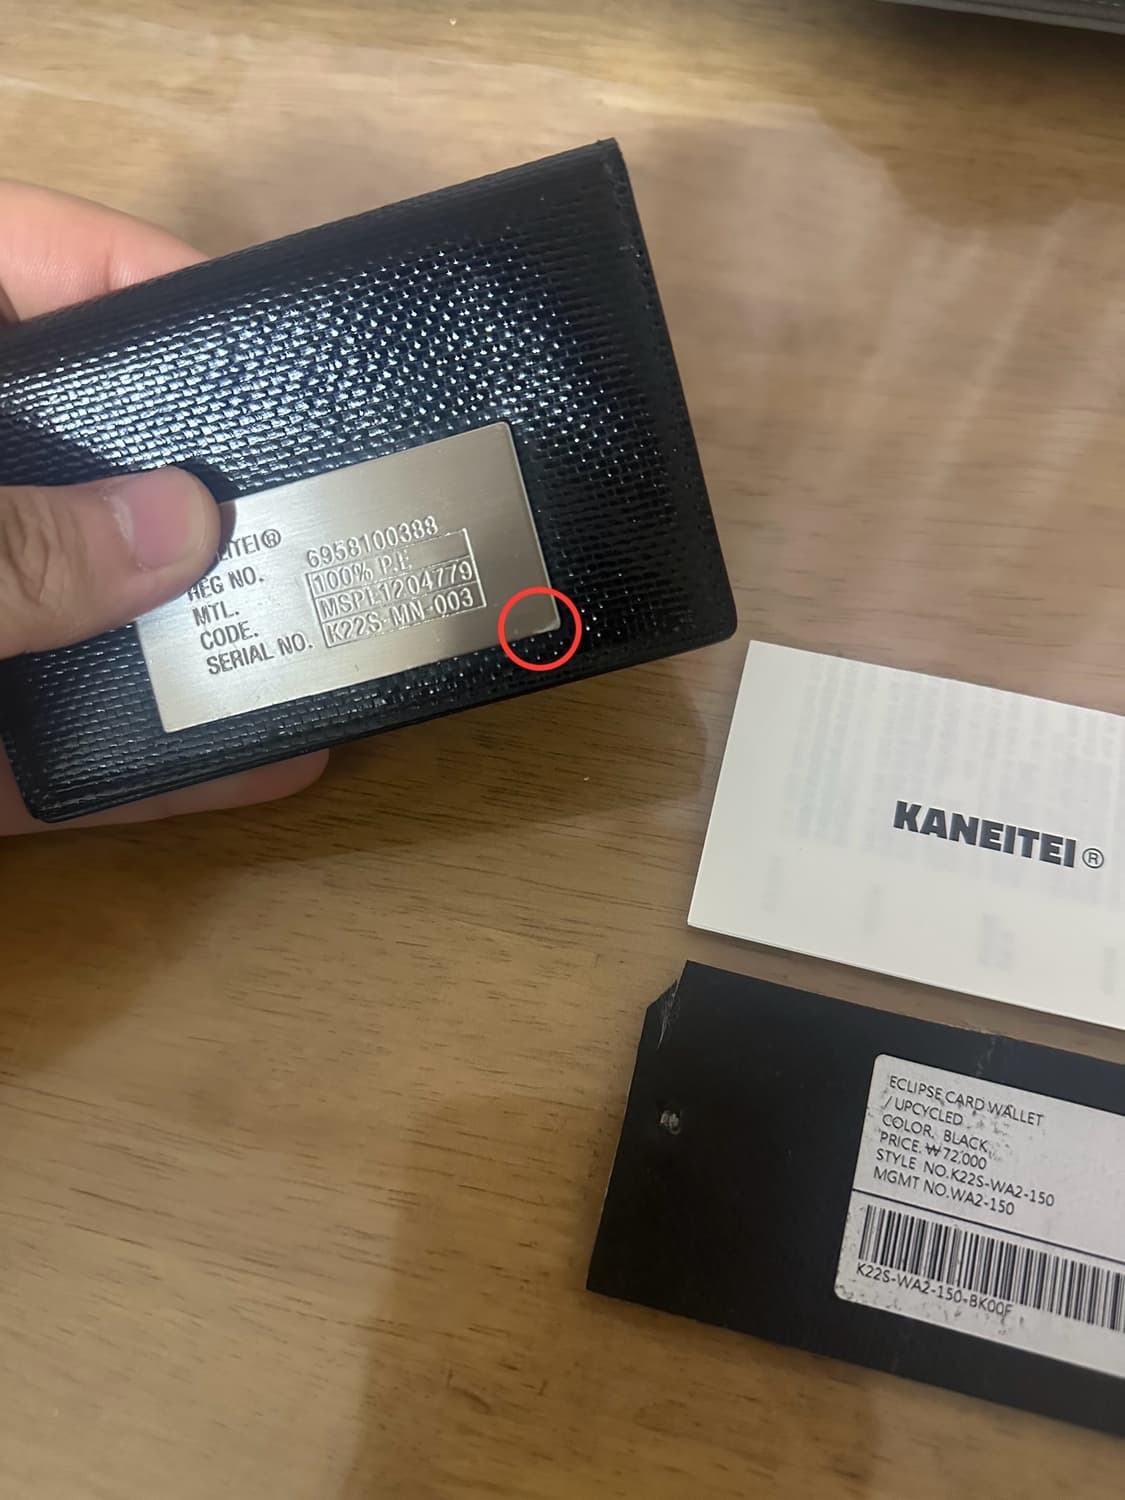 ITEI®
REG NO. 6958100388
MTL. 100% P.E
CODE. MSPL1204779
SERIAL NO. K22S-MN-003
KANEITEI®
ECLIPSE CARD WALLET
/ UPCYCLED
COLOR. BLACK
PRICE. ₩72,000
STYLE NO.K22S-WA2-150
MGMT NO.WA2-150
K22S-WA2-150-BK00F